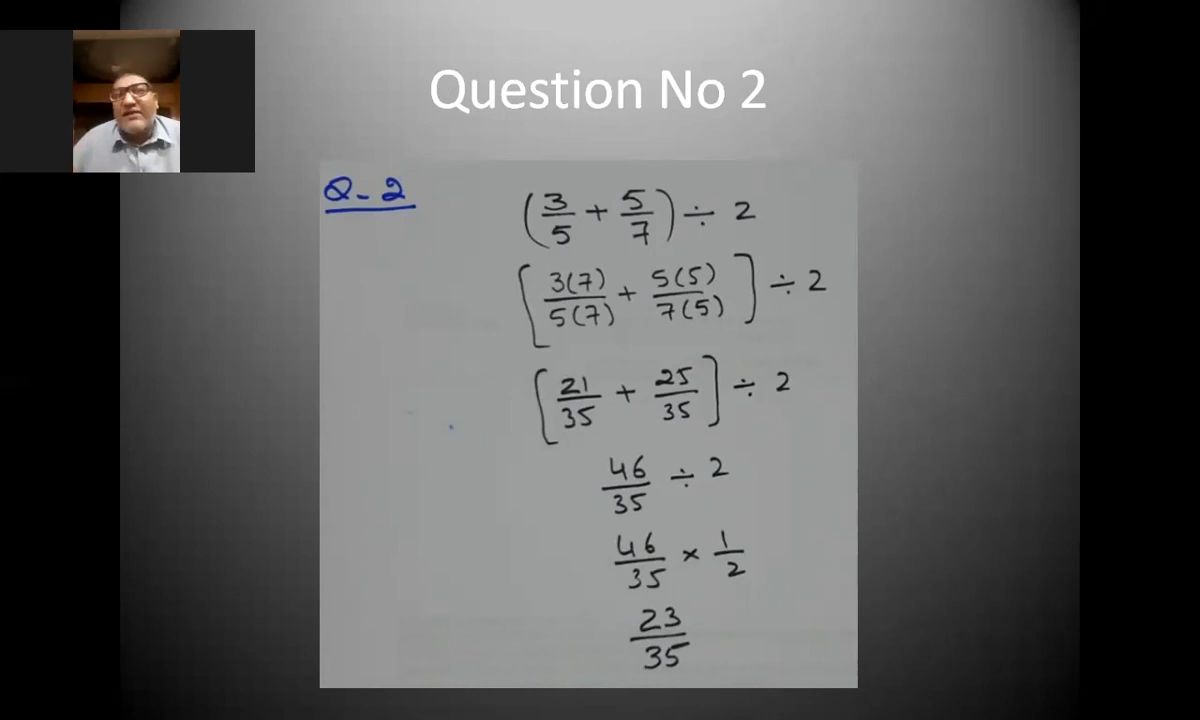 Question No 2
Q-2
(3/5 + 5/7) ÷ 2
[3(7)/5(7) + 5(5)/7(5)] ÷ 2
[21/35 + 25/35] ÷ 2
46/35 ÷ 2
46/35 × 1/2
23/35